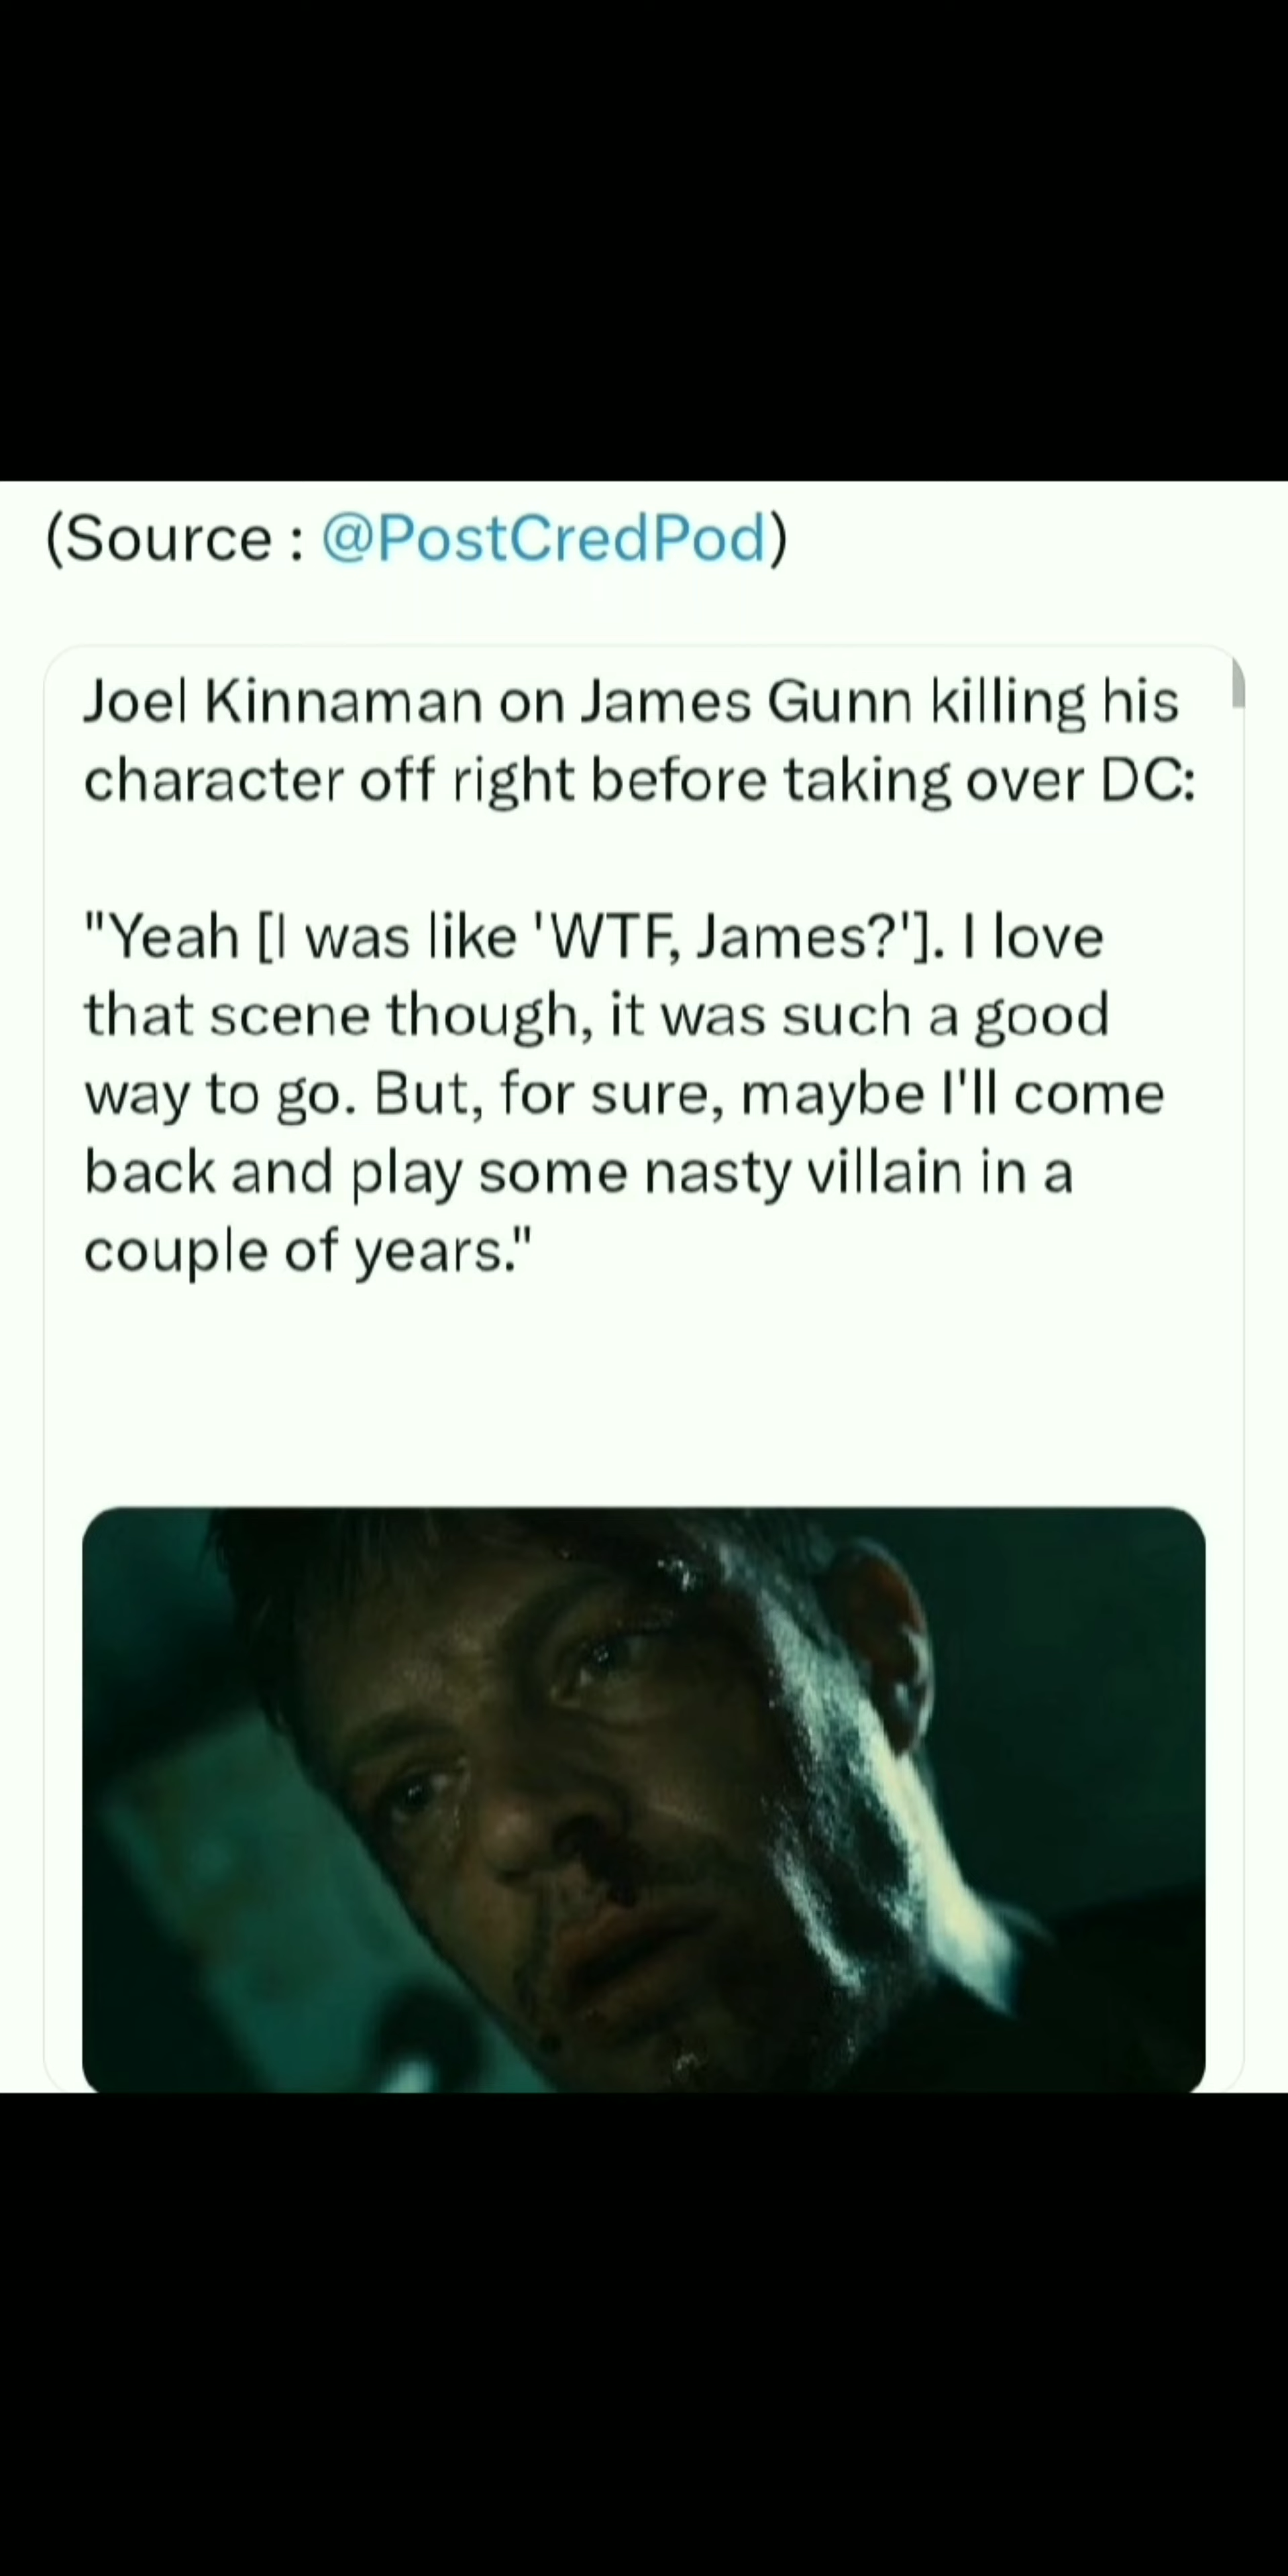 (Source : @PostCredPod)
Joel Kinnaman on James Gunn killing his
character off right before taking over DC:
"Yeah [I was like 'WTF, James?']. I love
that scene though, it was such a good
way to go. But, for sure, maybe I'll come
back and play some nasty villain in a
couple of years."